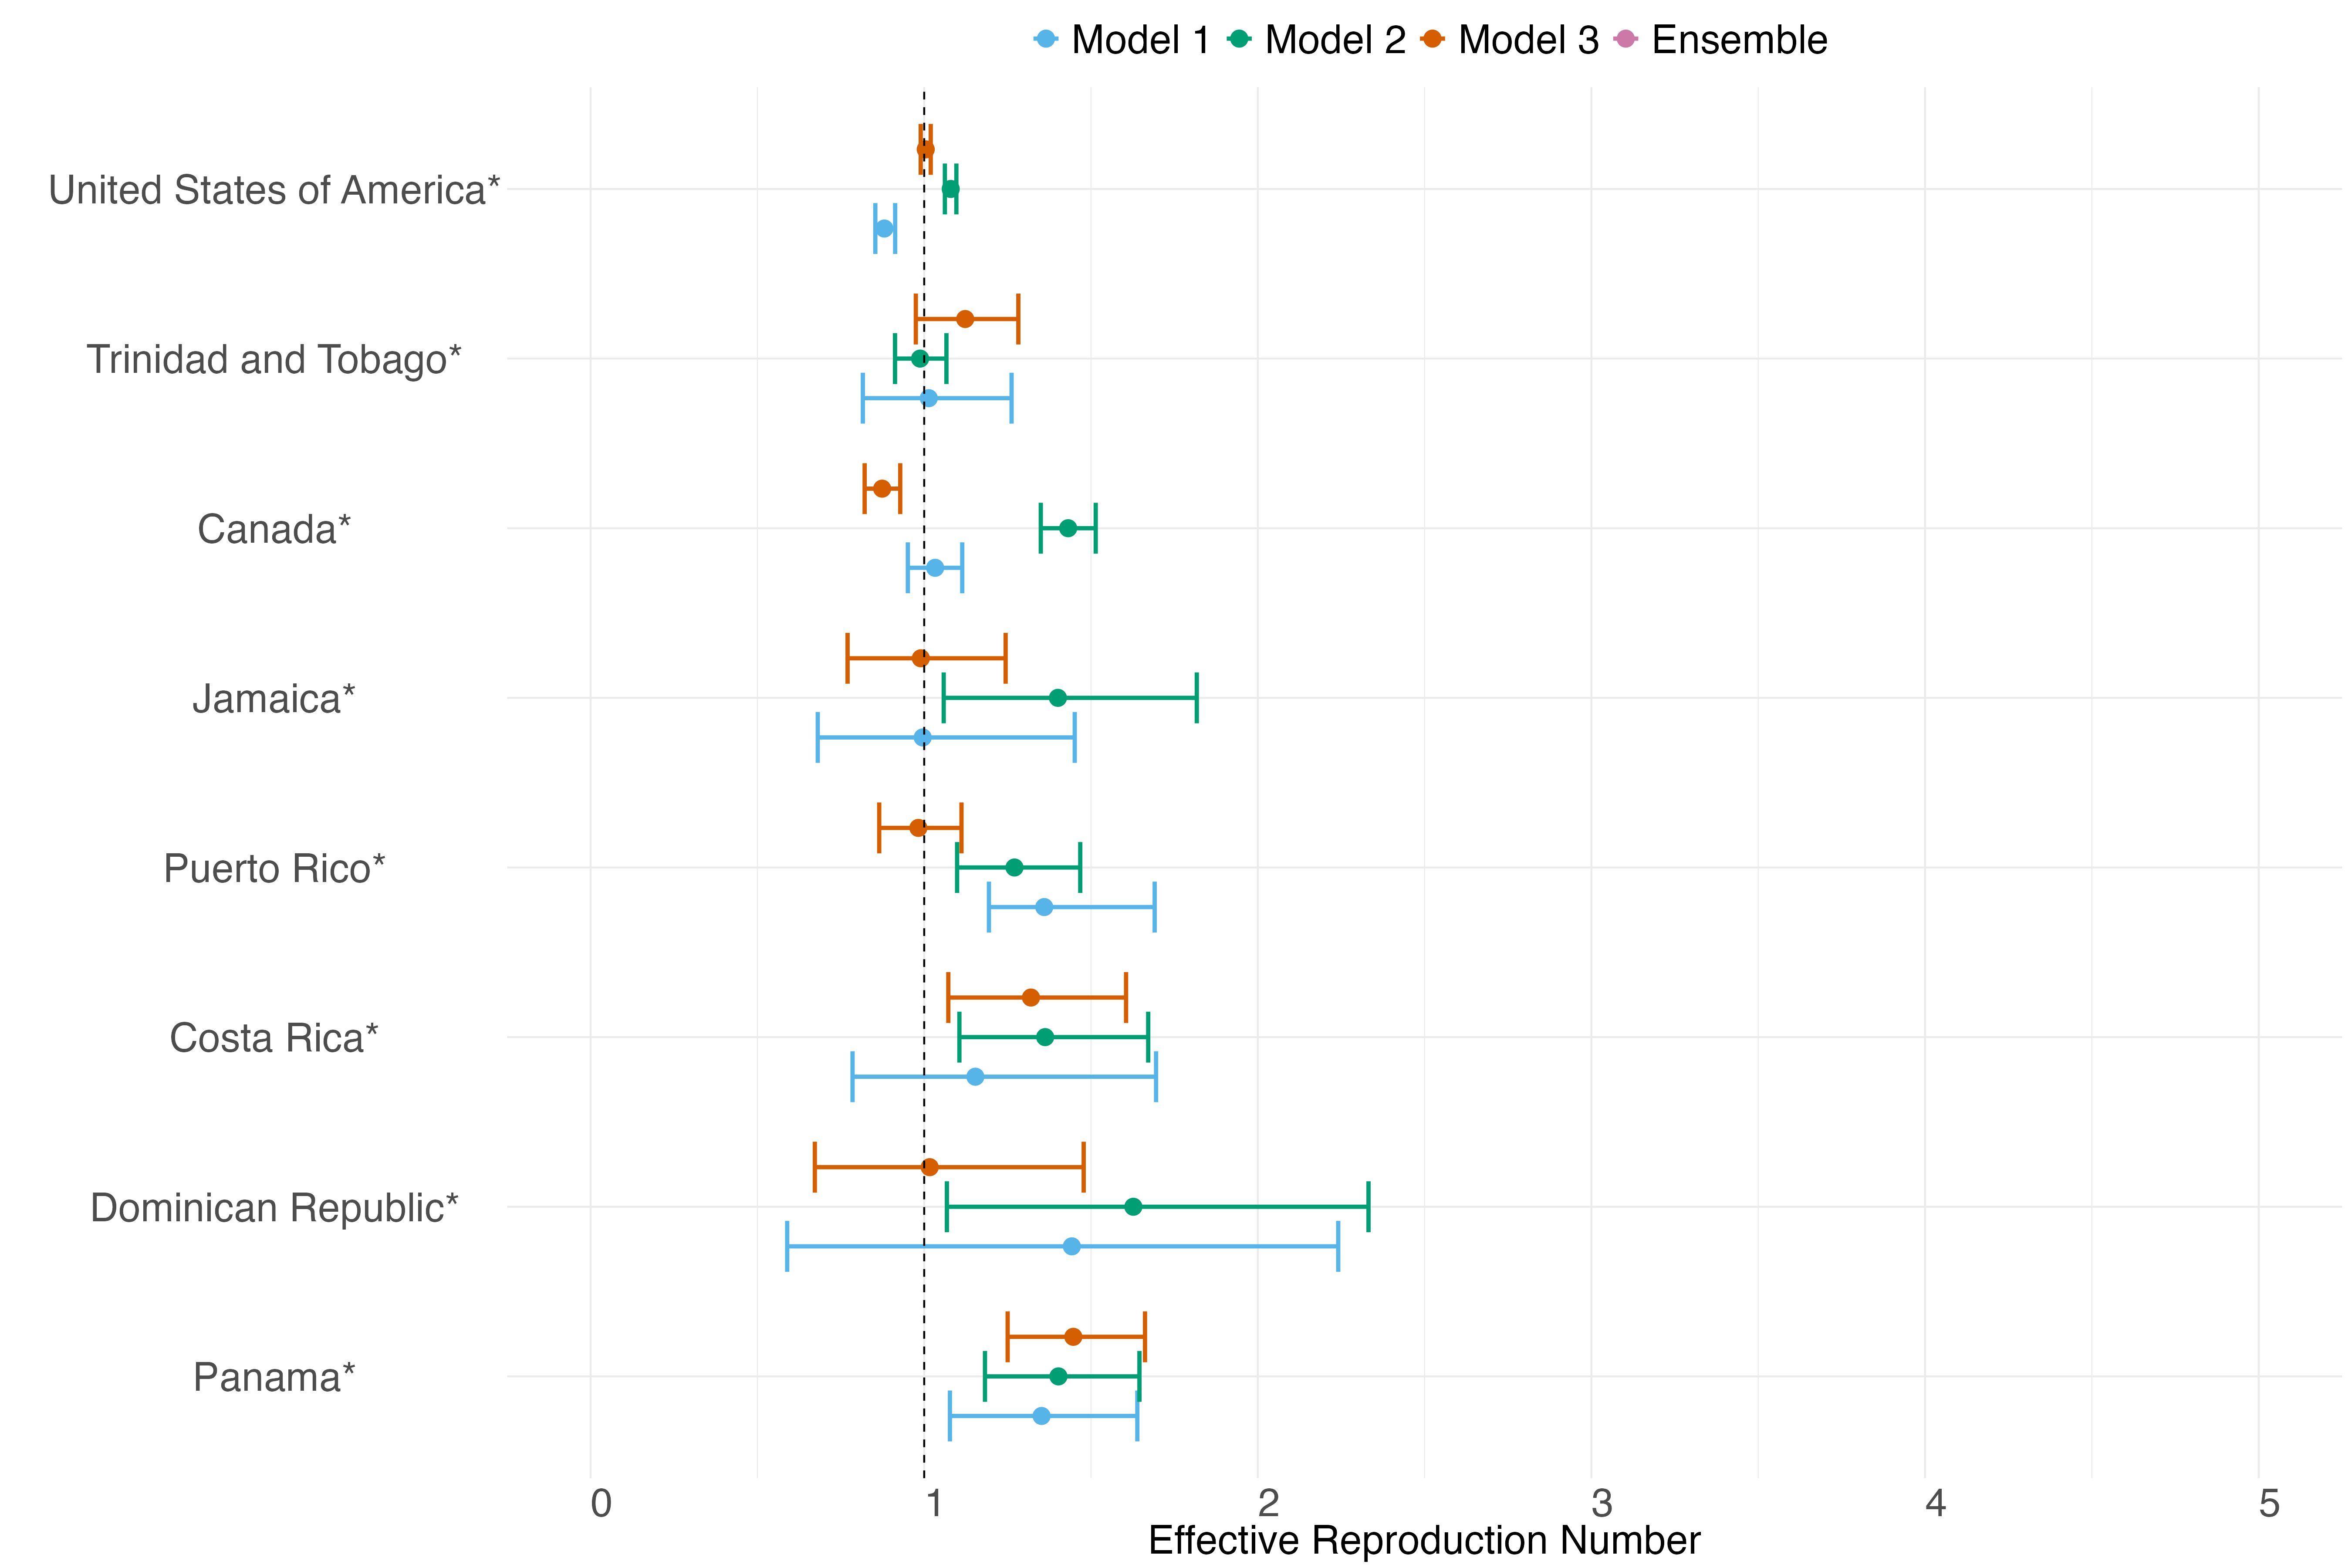 Model 1 Model 2 Model 3 Ensemble
United States of America*
Trinidad and Tobago*
Canada*
Jamaica*
Puerto Rico*
Costa Rica*
Dominican Republic*
Panama*
0 1 2 3 4 5
Effective Reproduction Number